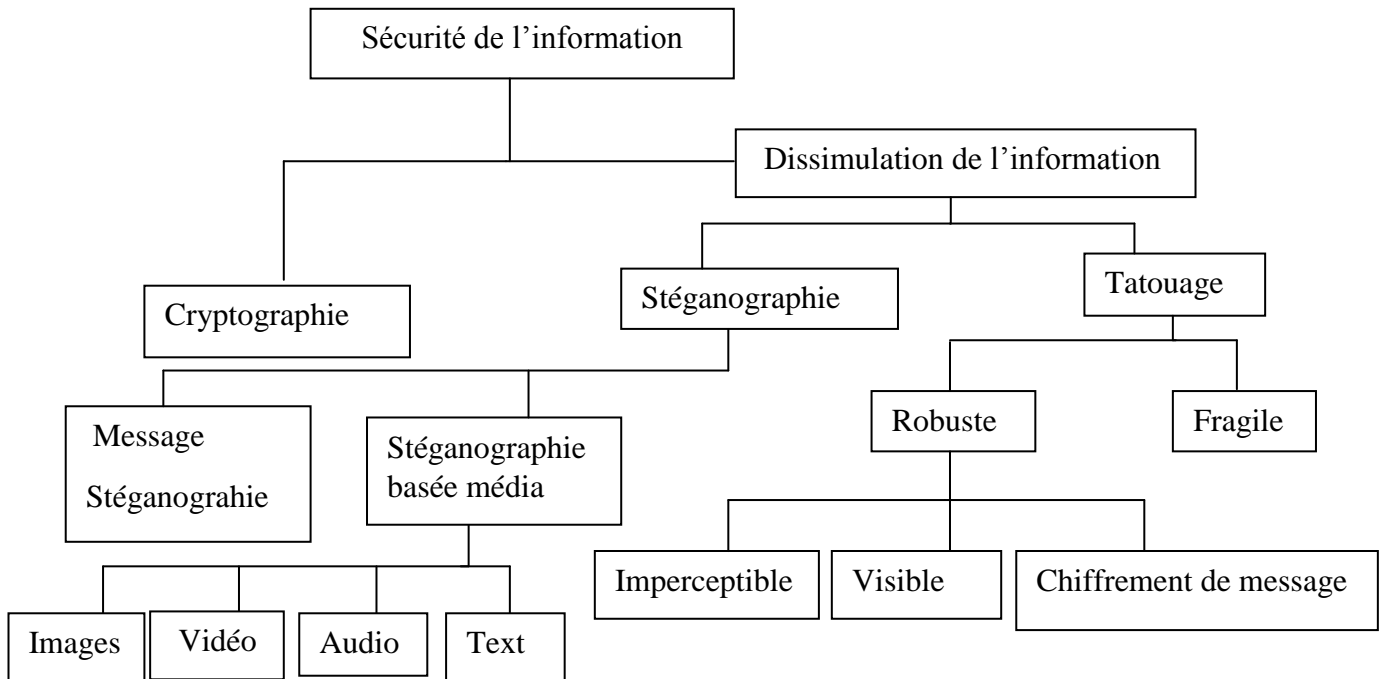 Sécurité de l’information
Dissimulation de l’information
Cryptographie
Stéganographie
Tatouage
Message
Stéganograhie
Stéganographie
basée média
Robuste
Fragile
Imperceptible
Visible
Chiffrement de message
Images
Vidéo
Audio
Text